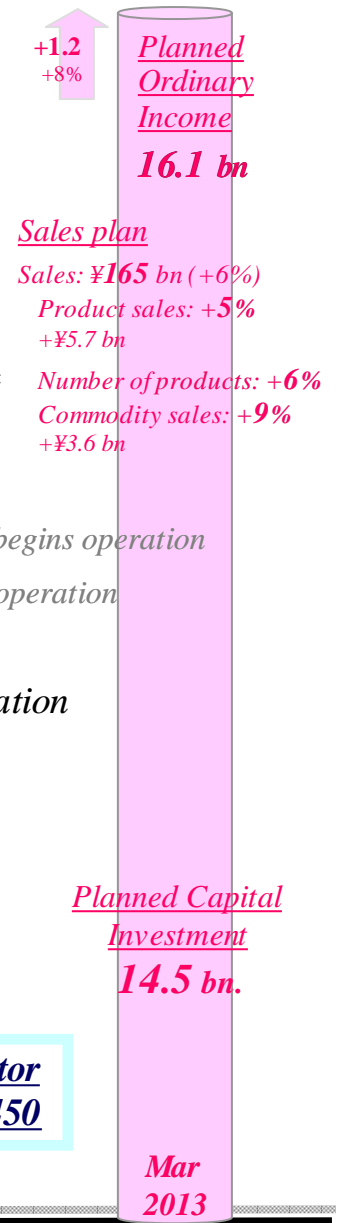 +1.2
+8%
Planned
Ordinary
Income
16.1 bn
Sales plan
Sales: ¥165 bn (+6%)
Product sales: +5%
+¥5.7 bn
Number of products: +6%
Commodity sales: +9%
+¥3.6 bn
begins operation
operation
ation
Planned Capital
Investment
14.5 bn.
tor
450
Mar
2013